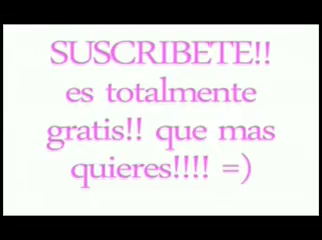 SUSCRIBETE!!
es totalmente
gratis!! que mas
quieres!!!! =)